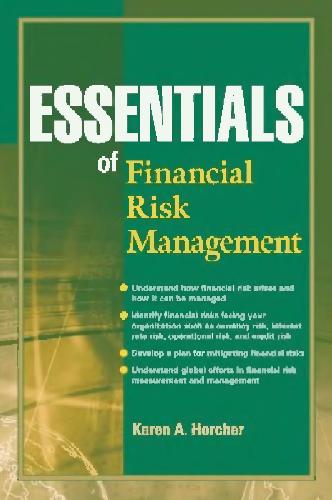 ESSENTIALS
of Financial
Risk
Management
Understand how financial risk arises and
how it can be managed
Identify financial risks facing your
organization such as currency risk, interest
rate risk, operational risk, and credit risk
Develop a plan for mitigating financial risks
Understand global efforts in financial risk
measurement and management
Karen A. Horcher